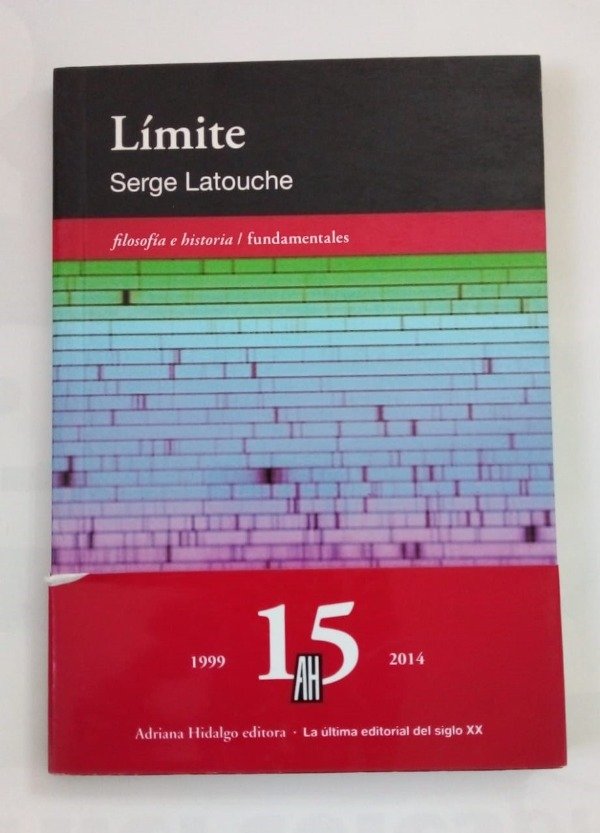 Límite
Serge Latouche
filosofía e historia / fundamentales
1999 15 2014
AH
Adriana Hidalgo editora · La última editorial del siglo XX